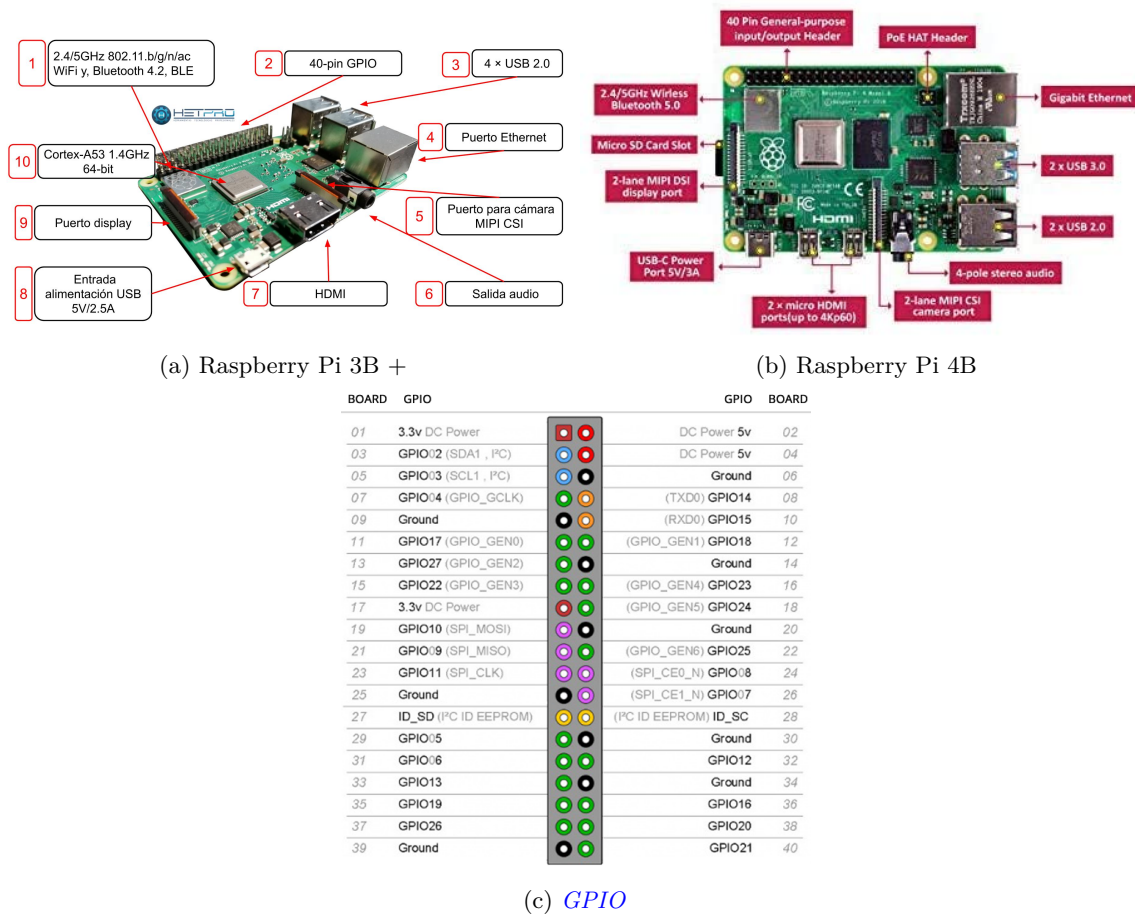 1
2.4/5GHz 802.11.b/g/n/ac
WiFi y, Bluetooth 4.2, BLE
2
40-pin GPIO
3
4 × USB 2.0
HETPRO
4
Puerto Ethernet
10
Cortex-A53 1.4GHz
64-bit
5
Puerto para cámara
MIPI CSI
9
Puerto display
8
Entrada
alimentación USB
5V/2.5A
7
HDMI
6
Salida audio
HDMI
(a) Raspberry Pi 3B +
40 Pin General-purpose
input/output Header
PoE HAT Header
2.4/5GHz Wirless
Bluetooth 5.0
Gigabit Ethernet
Micro SD Card Slot
2 x USB 3.0
2-lane MIPI DSI
display port
2 x USB 2.0
USB-C Power
Port 5V/3A
4-pole stereo audio
2 × micro HDMI
ports(up to 4Kp60)
2-lane MIPI CSI
camera port
Raspberry Pi 4 Model B
FC
CE
HDMI
(b) Raspberry Pi 4B
BOARD GPIO GPIO BOARD
01 3.3v DC Power DC Power 5v 02
03 GPIO02 (SDA1 , I²C) DC Power 5v 04
05 GPIO03 (SCL1 , I²C) Ground 06
07 GPIO04 (GPIO_GCLK) (TXD0) GPIO14 08
09 Ground (RXD0) GPIO15 10
11 GPIO17 (GPIO_GEN0) (GPIO_GEN1) GPIO18 12
13 GPIO27 (GPIO_GEN2) Ground 14
15 GPIO22 (GPIO_GEN3) (GPIO_GEN4) GPIO23 16
17 3.3v DC Power (GPIO_GEN5) GPIO24 18
19 GPIO10 (SPI_MOSI) Ground 20
21 GPIO09 (SPI_MISO) (GPIO_GEN6) GPIO25 22
23 GPIO11 (SPI_CLK) (SPI_CE0_N) GPIO08 24
25 Ground (SPI_CE1_N) GPIO07 26
27 ID_SD (I²C ID EEPROM) (I²C ID EEPROM) ID_SC 28
29 GPIO05 Ground 30
31 GPIO06 GPIO12 32
33 GPIO13 Ground 34
35 GPIO19 GPIO16 36
37 GPIO26 GPIO20 38
39 Ground GPIO21 40
(c) GPIO